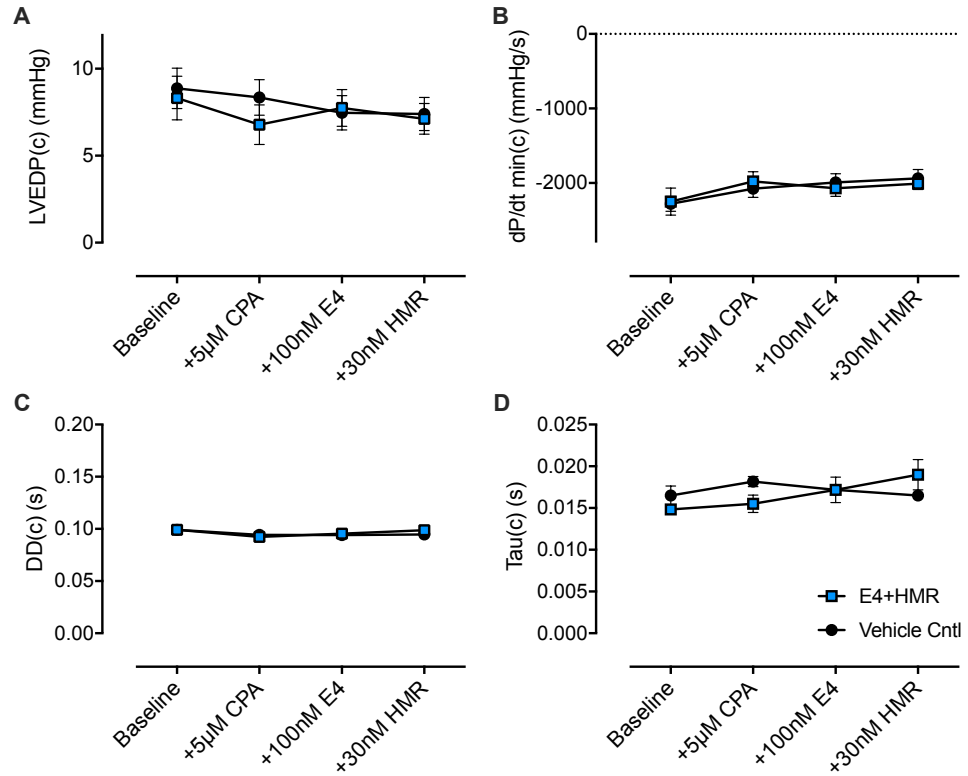 A
LVEDP(c) (mmHg)
10
5
0
Baseline
+5µM CPA
+100nM E4
+30nM HMR
B
dP/dt min(c) (mmHg/s)
0
-1000
-2000
Baseline
+5µM CPA
+100nM E4
+30nM HMR
C
DD(c) (s)
0.20
0.15
0.10
0.05
0.00
Baseline
+5µM CPA
+100nM E4
+30nM HMR
D
Tau(c) (s)
0.025
0.020
0.015
0.010
0.005
0.000
E4+HMR
Vehicle Cntl
Baseline
+5µM CPA
+100nM E4
+30nM HMR